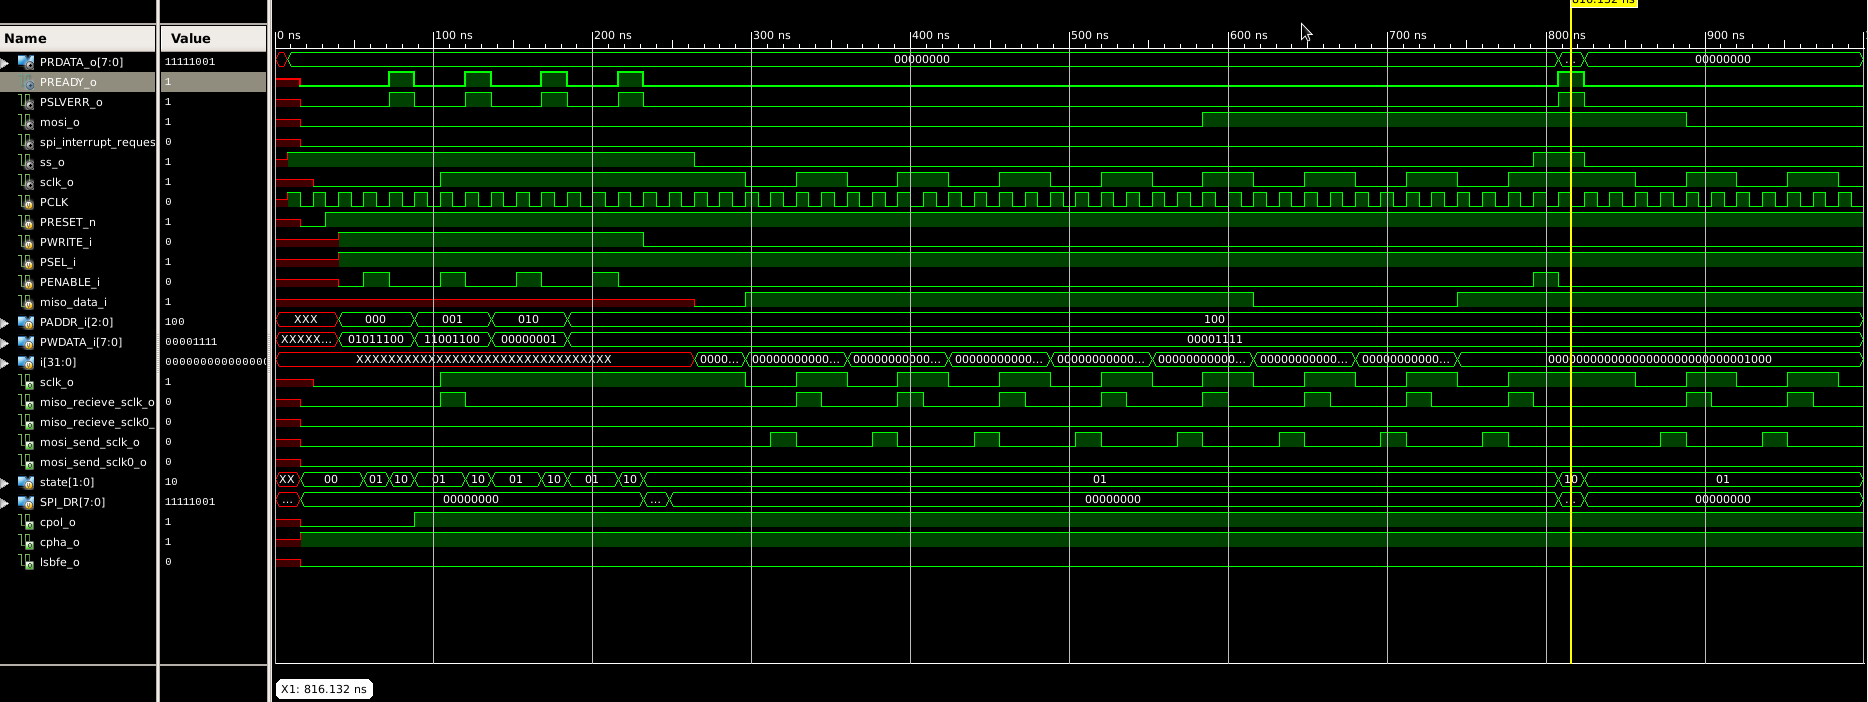 816.132 ns
Name Value 0 ns 100 ns 200 ns 300 ns 400 ns 500 ns 600 ns 700 ns 800 ns 900 ns
PRDATA_o[7:0] 11111001 00000000 ... 00000000
PREADY_o 1
PSLVERR_o 1
mosi_o 1
spi_interrupt_reques 0
ss_o 1
sclk_o 1
PCLK 0
PRESET_n 1
PWRITE_i 0
PSEL_i 1
PENABLE_i 0
miso_data_i 1
PADDR_i[2:0] 100 XXX 000 001 010 100
PWDATA_i[7:0] 00001111 XXXXX... 01011100 11001100 00000001 00001111
i[31:0] 0000000000000000 XXXXXXXXXXXXXXXXXXXXXXXXXXXXXXXX 0000... 00000000000... 00000000000... 00000000000... 00000000000... 00000000000... 00000000000... 00000000000... 00000000000000000000000000001000
sclk_o 1
miso_recieve_sclk_o 0
miso_recieve_sclk0_ 0
mosi_send_sclk_o 0
mosi_send_sclk0_o 0
state[1:0] 10 XX 00 01 10 01 10 01 10 01 10 01 10 01
SPI_DR[7:0] 11111001 ... 00000000 ... 00000000 ... 00000000
cpol_o 1
cpha_o 1
lsbfe_o 0
X1: 816.132 ns